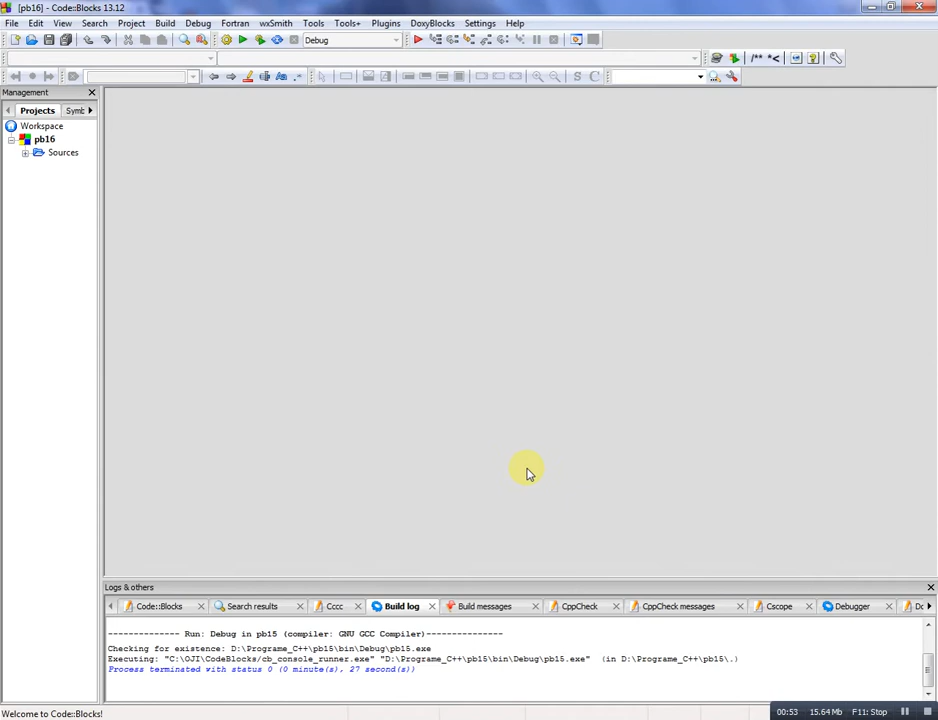 [pb16] - Code::Blocks 13.12
File Edit View Search Project Build Debug Fortran wxSmith Tools Tools+ Plugins DoxyBlocks Settings Help
Debug
/** *<
Aa .*
S C
Management
Projects Symb
Workspace
pb16
Sources
Logs & others
Code::Blocks Search results Cccc Build log Build messages CppCheck CppCheck messages Cscope Debugger Do
-------------- Run: Debug in pb15 (compiler: GNU GCC Compiler)---------------
Checking for existence: D:\Programe_C++\pb15\bin\Debug\pb15.exe
Executing: "C:\OJI\CodeBlocks/cb_console_runner.exe" "D:\Programe_C++\pb15\bin\Debug\pb15.exe" (in D:\Programe_C++\pb15\.)
Process terminated with status 0 (0 minute(s), 27 second(s))
Welcome to Code::Blocks!
00:53 15.64 Mb F11: Stop